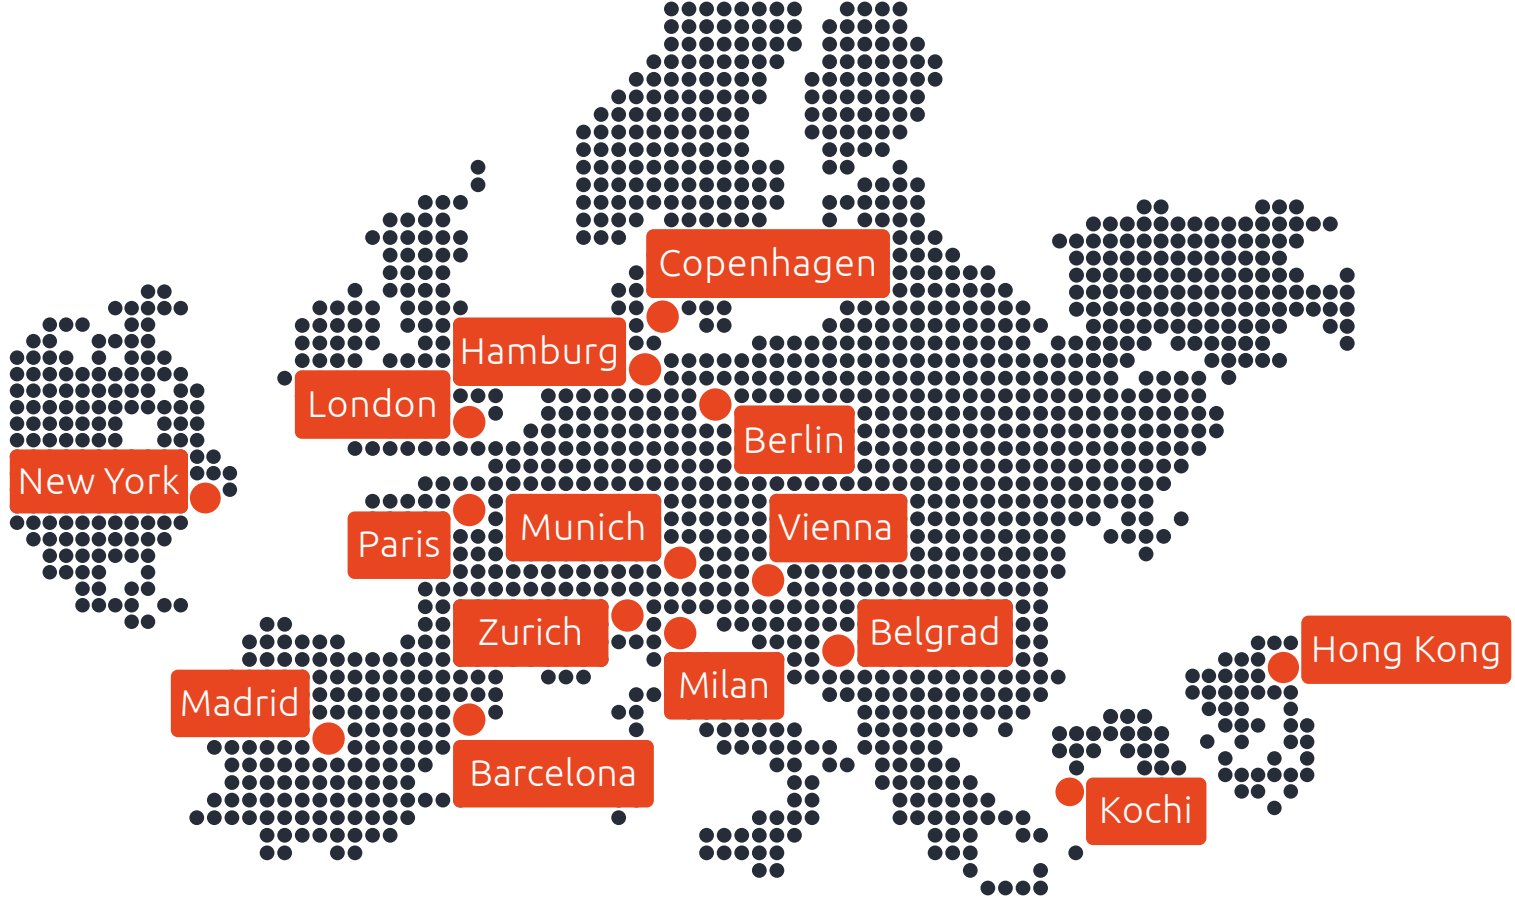 Copenhagen
Hamburg
London
Berlin
New York
Paris
Munich
Vienna
Zurich
Belgrad
Hong Kong
Madrid
Milan
Barcelona
Kochi